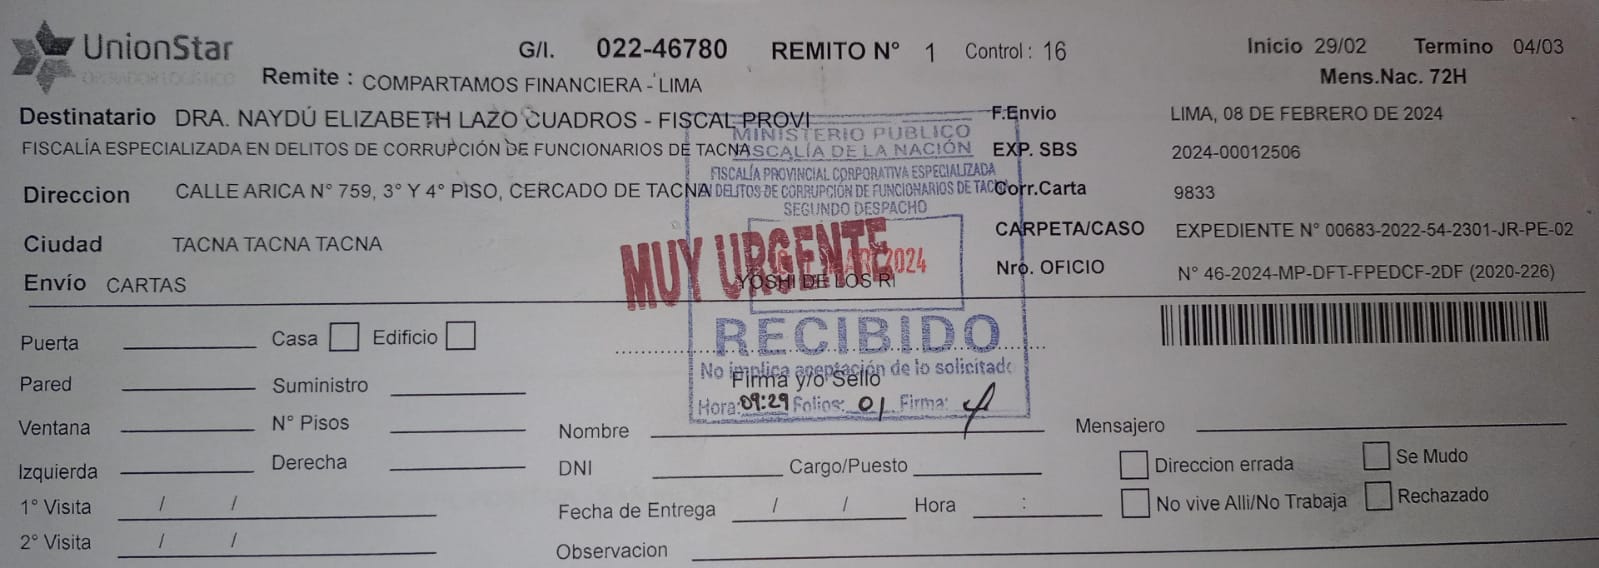 UnionStar
OPERADOR LOGÍSTICO
G/I. 022-46780 REMITO N° 1 Control : 16
Inicio 29/02 Termino 04/03
Remite : COMPARTAMOS FINANCIERA - LIMA
Mens.Nac. 72H
Destinatario DRA. NAYDÚ ELIZABETH LAZO CUADROS - FISCAL PROVI
FISCALÍA ESPECIALIZADA EN DELITOS DE CORRUPCIÓN DE FUNCIONARIOS DE TACNA
Direccion CALLE ARICA N° 759, 3° Y 4° PISO, CERCADO DE TACNA
Ciudad TACNA TACNA TACNA
Envío CARTAS
F.Envio LIMA, 08 DE FEBRERO DE 2024
EXP. SBS 2024-00012506
Corr.Carta 9833
CARPETA/CASO EXPEDIENTE N° 00683-2022-54-2301-JR-PE-02
Nro. OFICIO N° 46-2024-MP-DFT-FPEDCF-2DF (2020-226)
MINISTERIO PUBLICO
FISCALÍA DE LA NACIÓN
FISCALÍA PROVINCIAL CORPORATIVA ESPECIALIZADA
EN DELITOS DE CORRUPCIÓN DE FUNCIONARIOS DE TACNA
SEGUNDO DESPACHO
MUY URGENTE
MAR 2024
YOSHI DE LOS RI
RECIBIDO
No implica aceptación de lo solicitado
Firma y/o Sello
Hora: 09:29 Folios: 01 Firma:
Puerta Casa Edificio
Pared Suministro
Ventana N° Pisos
Izquierda Derecha
1° Visita / /
2° Visita / /
Nombre
DNI Cargo/Puesto
Fecha de Entrega / / Hora :
Observacion
Mensajero
Direccion errada Se Mudo
No vive Alli/No Trabaja Rechazado